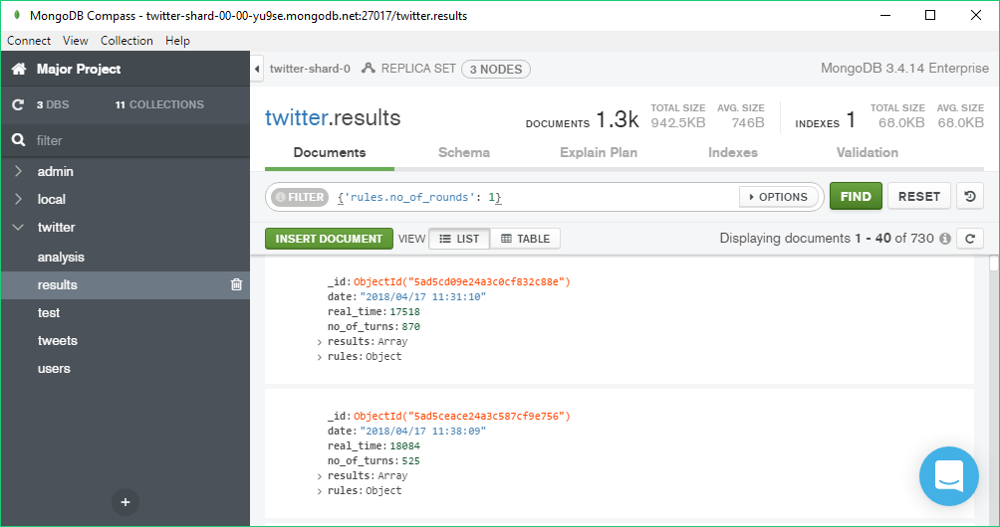 MongoDB Compass - twitter-shard-00-00-yu9se.mongodb.net:27017/twitter.results
Connect View Collection Help
Major Project
twitter-shard-0 REPLICA SET 3 NODES
MongoDB 3.4.14 Enterprise
3 DBS 11 COLLECTIONS
filter
admin
local
twitter
analysis
results
test
tweets
users
twitter.results
DOCUMENTS 1.3k TOTAL SIZE 942.5KB AVG. SIZE 746B
INDEXES 1 TOTAL SIZE 68.0KB AVG. SIZE 68.0KB
Documents Schema Explain Plan Indexes Validation
FILTER {'rules.no_of_rounds': 1} OPTIONS FIND RESET
INSERT DOCUMENT VIEW LIST TABLE Displaying documents 1 - 40 of 730
_id: ObjectId("5ad5cd09e24a3c0cf832c88e")
date: "2018/04/17 11:31:10"
real_time: 17518
no_of_turns: 870
results: Array
rules: Object
_id: ObjectId("5ad5ceace24a3c587cf9e756")
date: "2018/04/17 11:38:09"
real_time: 18084
no_of_turns: 525
results: Array
rules: Object